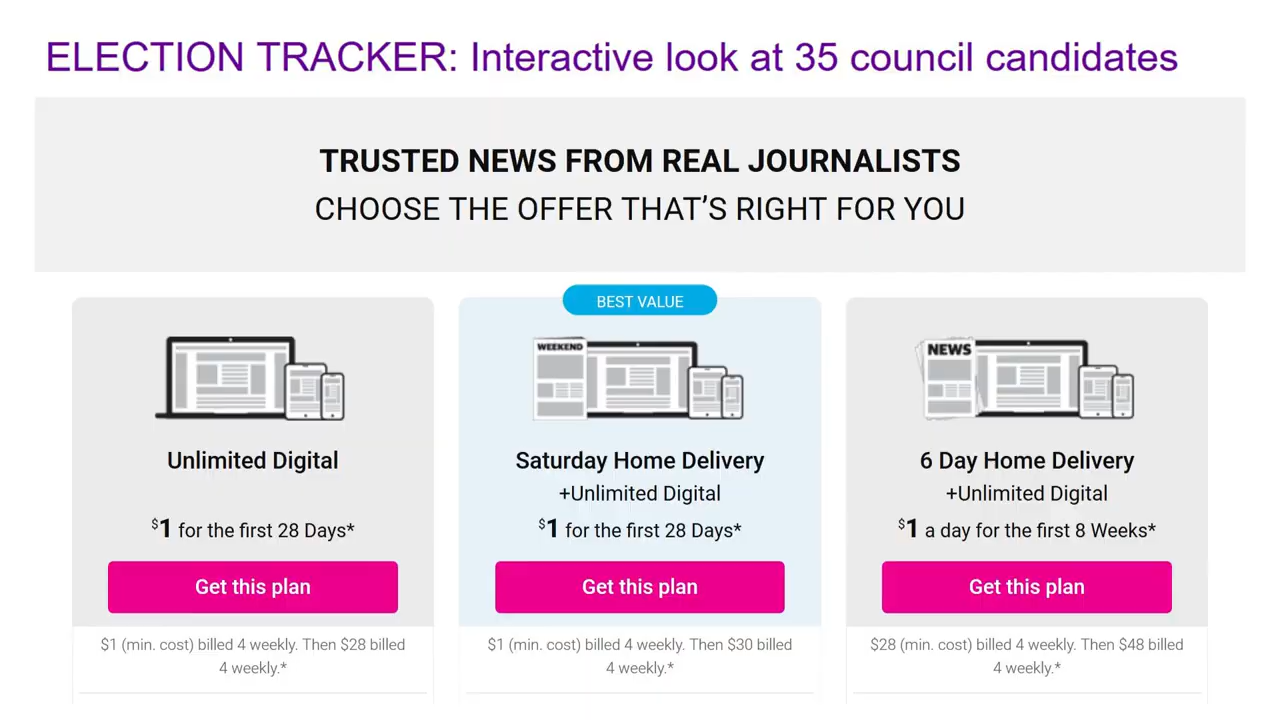 ELECTION TRACKER: Interactive look at 35 council candidates
TRUSTED NEWS FROM REAL JOURNALISTS
CHOOSE THE OFFER THAT’S RIGHT FOR YOU
Unlimited Digital
$1 for the first 28 Days*
Get this plan
$1 (min. cost) billed 4 weekly. Then $28 billed
4 weekly.*
BEST VALUE
WEEKEND
Saturday Home Delivery
+Unlimited Digital
$1 for the first 28 Days*
Get this plan
$1 (min. cost) billed 4 weekly. Then $30 billed
4 weekly.*
NEWS
6 Day Home Delivery
+Unlimited Digital
$1 a day for the first 8 Weeks*
Get this plan
$28 (min. cost) billed 4 weekly. Then $48 billed
4 weekly.*